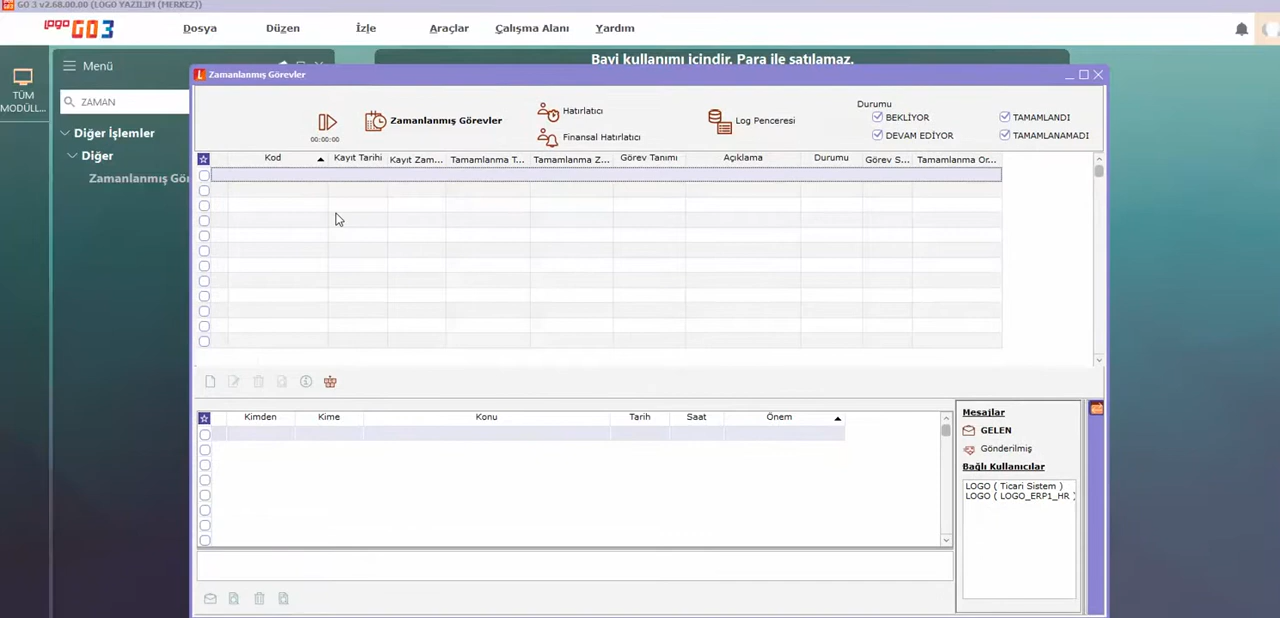 GO 3 v2.68.00.00 (LOGO YAZILIM (MERKEZ))
LOGO GO3
Dosya Düzen İzle Araçlar Çalışma Alanı Yardım
Bayi kullanımı içindir. Para ile satılamaz.
TÜM MODÜLL...
Menü
ZAMAN
Diğer İşlemler
Diğer
Zamanlanmış Gör
Zamanlanmış Görevler
00:00:00
Zamanlanmış Görevler
Hatırlatıcı
Finansal Hatırlatıcı
Log Penceresi
Durumu
BEKLİYOR TAMAMLANDI
DEVAM EDİYOR TAMAMLANAMADI
Kod Kayıt Tarihi Kayıt Zam... Tamamlanma T... Tamamlanma Z... Görev Tanımı Açıklama Durumu Görev S... Tamamlanma Or...
Kimden Kime Konu Tarih Saat Önem
Mesajlar
GELEN
Gönderilmiş
Bağlı Kullanıcılar
LOGO ( Ticari Sistem )
LOGO ( LOGO_ERP1_HR )